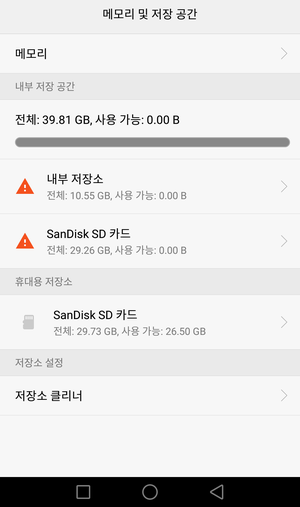 메모리 및 저장 공간
메모리
내부 저장 공간
전체: 39.81 GB, 사용 가능: 0.00 B
내부 저장소
전체: 10.55 GB, 사용 가능: 0.00 B
SanDisk SD 카드
전체: 29.26 GB, 사용 가능: 0.00 B
휴대용 저장소
SanDisk SD 카드
전체: 29.73 GB, 사용 가능: 26.50 GB
저장소 설정
저장소 클리너